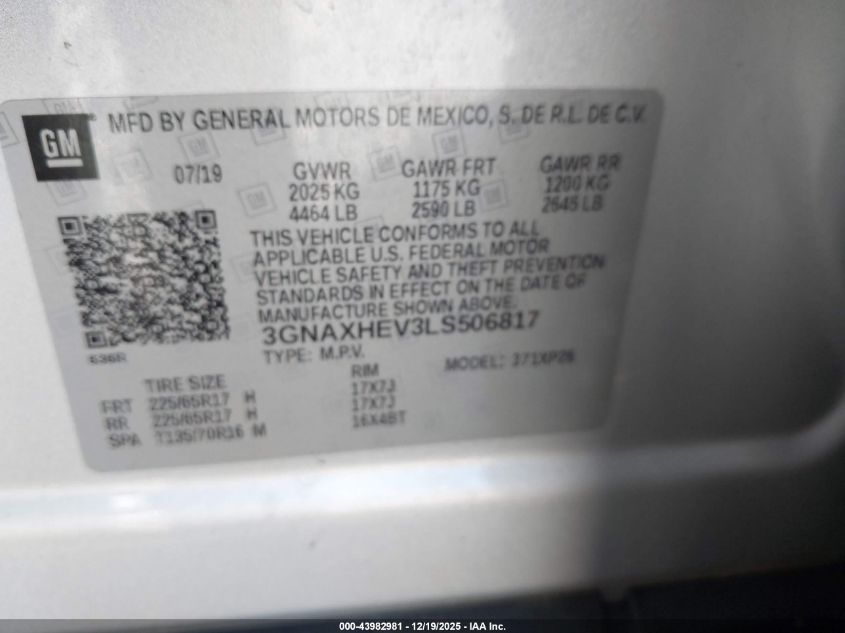 GM ® MFD BY GENERAL MOTORS DE MEXICO, S. DE R.L. DE C.V.
07/19 GVWR GAWR FRT GAWR RR
2025 KG 1175 KG 1200 KG
4464 LB 2590 LB 2645 LB
THIS VEHICLE CONFORMS TO ALL
APPLICABLE U.S. FEDERAL MOTOR
VEHICLE SAFETY AND THEFT PREVENTION
STANDARDS IN EFFECT ON THE DATE OF
MANUFACTURE SHOWN ABOVE.
3GNAXHEV3LS506817
636R TYPE: M.P.V. MODEL: 371XP26
TIRE SIZE RIM
FRT 225/65R17 H 17X7J
RR 225/65R17 H 17X7J
SPA T135/70R16 M 16X4BT
000-43982981 - 12/19/2025 - IAA Inc.